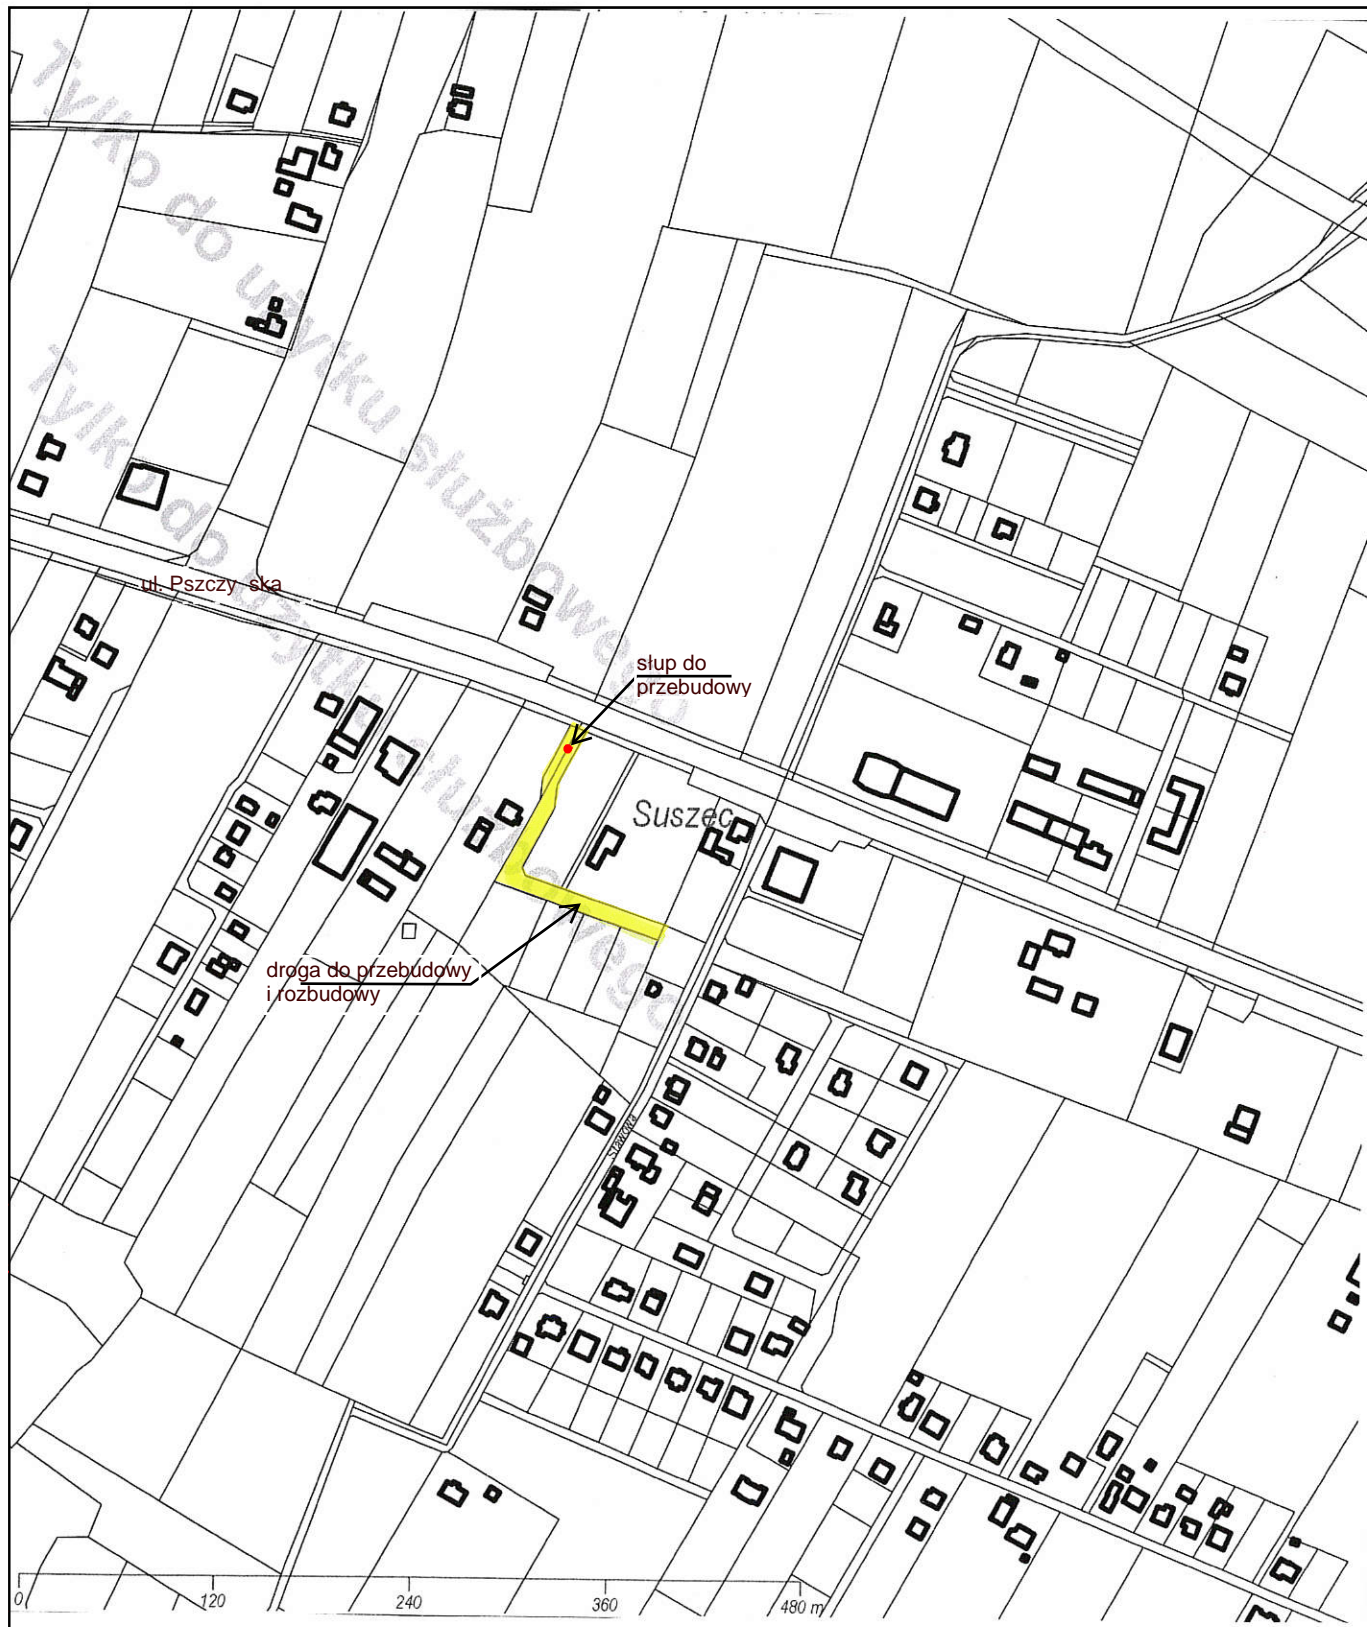 Tylko do użytku służbowego
Tylko do użytku służbowego
ul. Pszczy ska
słup do
przebudowy
Suszec
droga do przebudowy
i rozbudowy
Stawowa
0 120 240 360 480 m